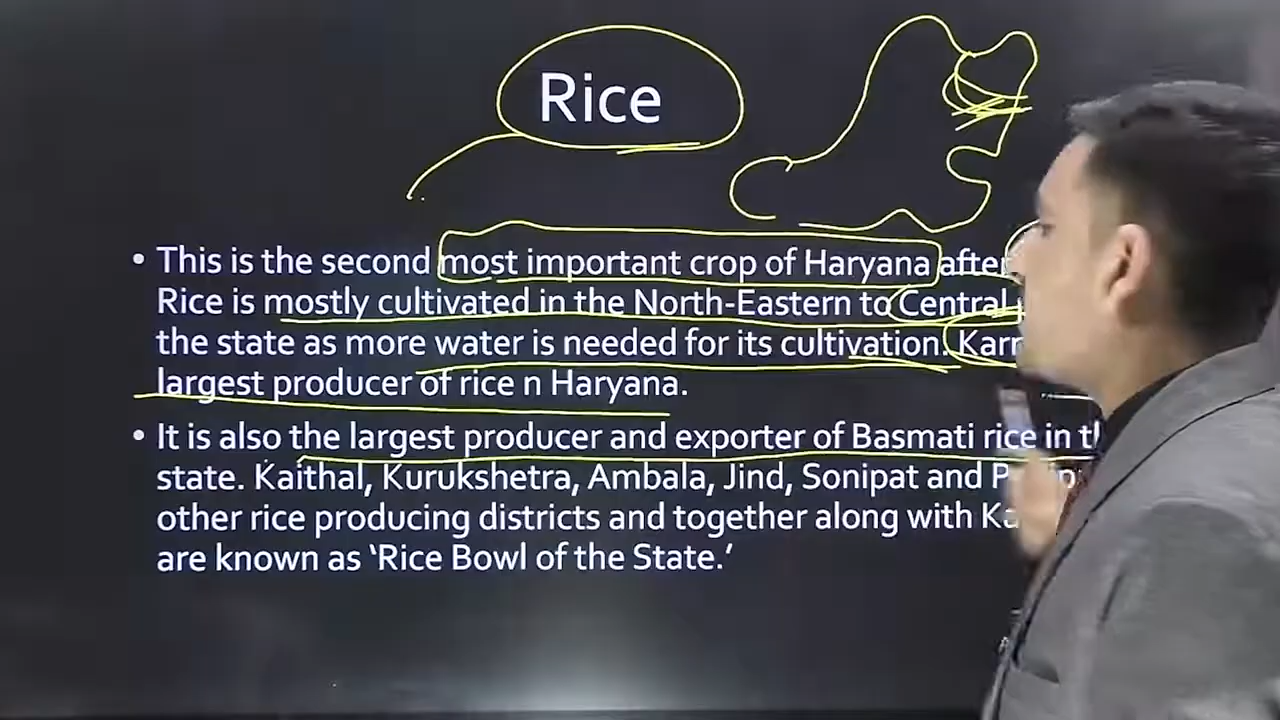 Rice
• This is the second most important crop of Haryana after
Rice is mostly cultivated in the North-Eastern to Central
the state as more water is needed for its cultivation.
largest producer of rice n Haryana.
• It is also the largest producer and exporter of Basmati rice in
state. Kaithal, Kurukshetra, Ambala, Jind, Sonipat and
other rice producing districts and together along with
are known as ‘Rice Bowl of the State.’